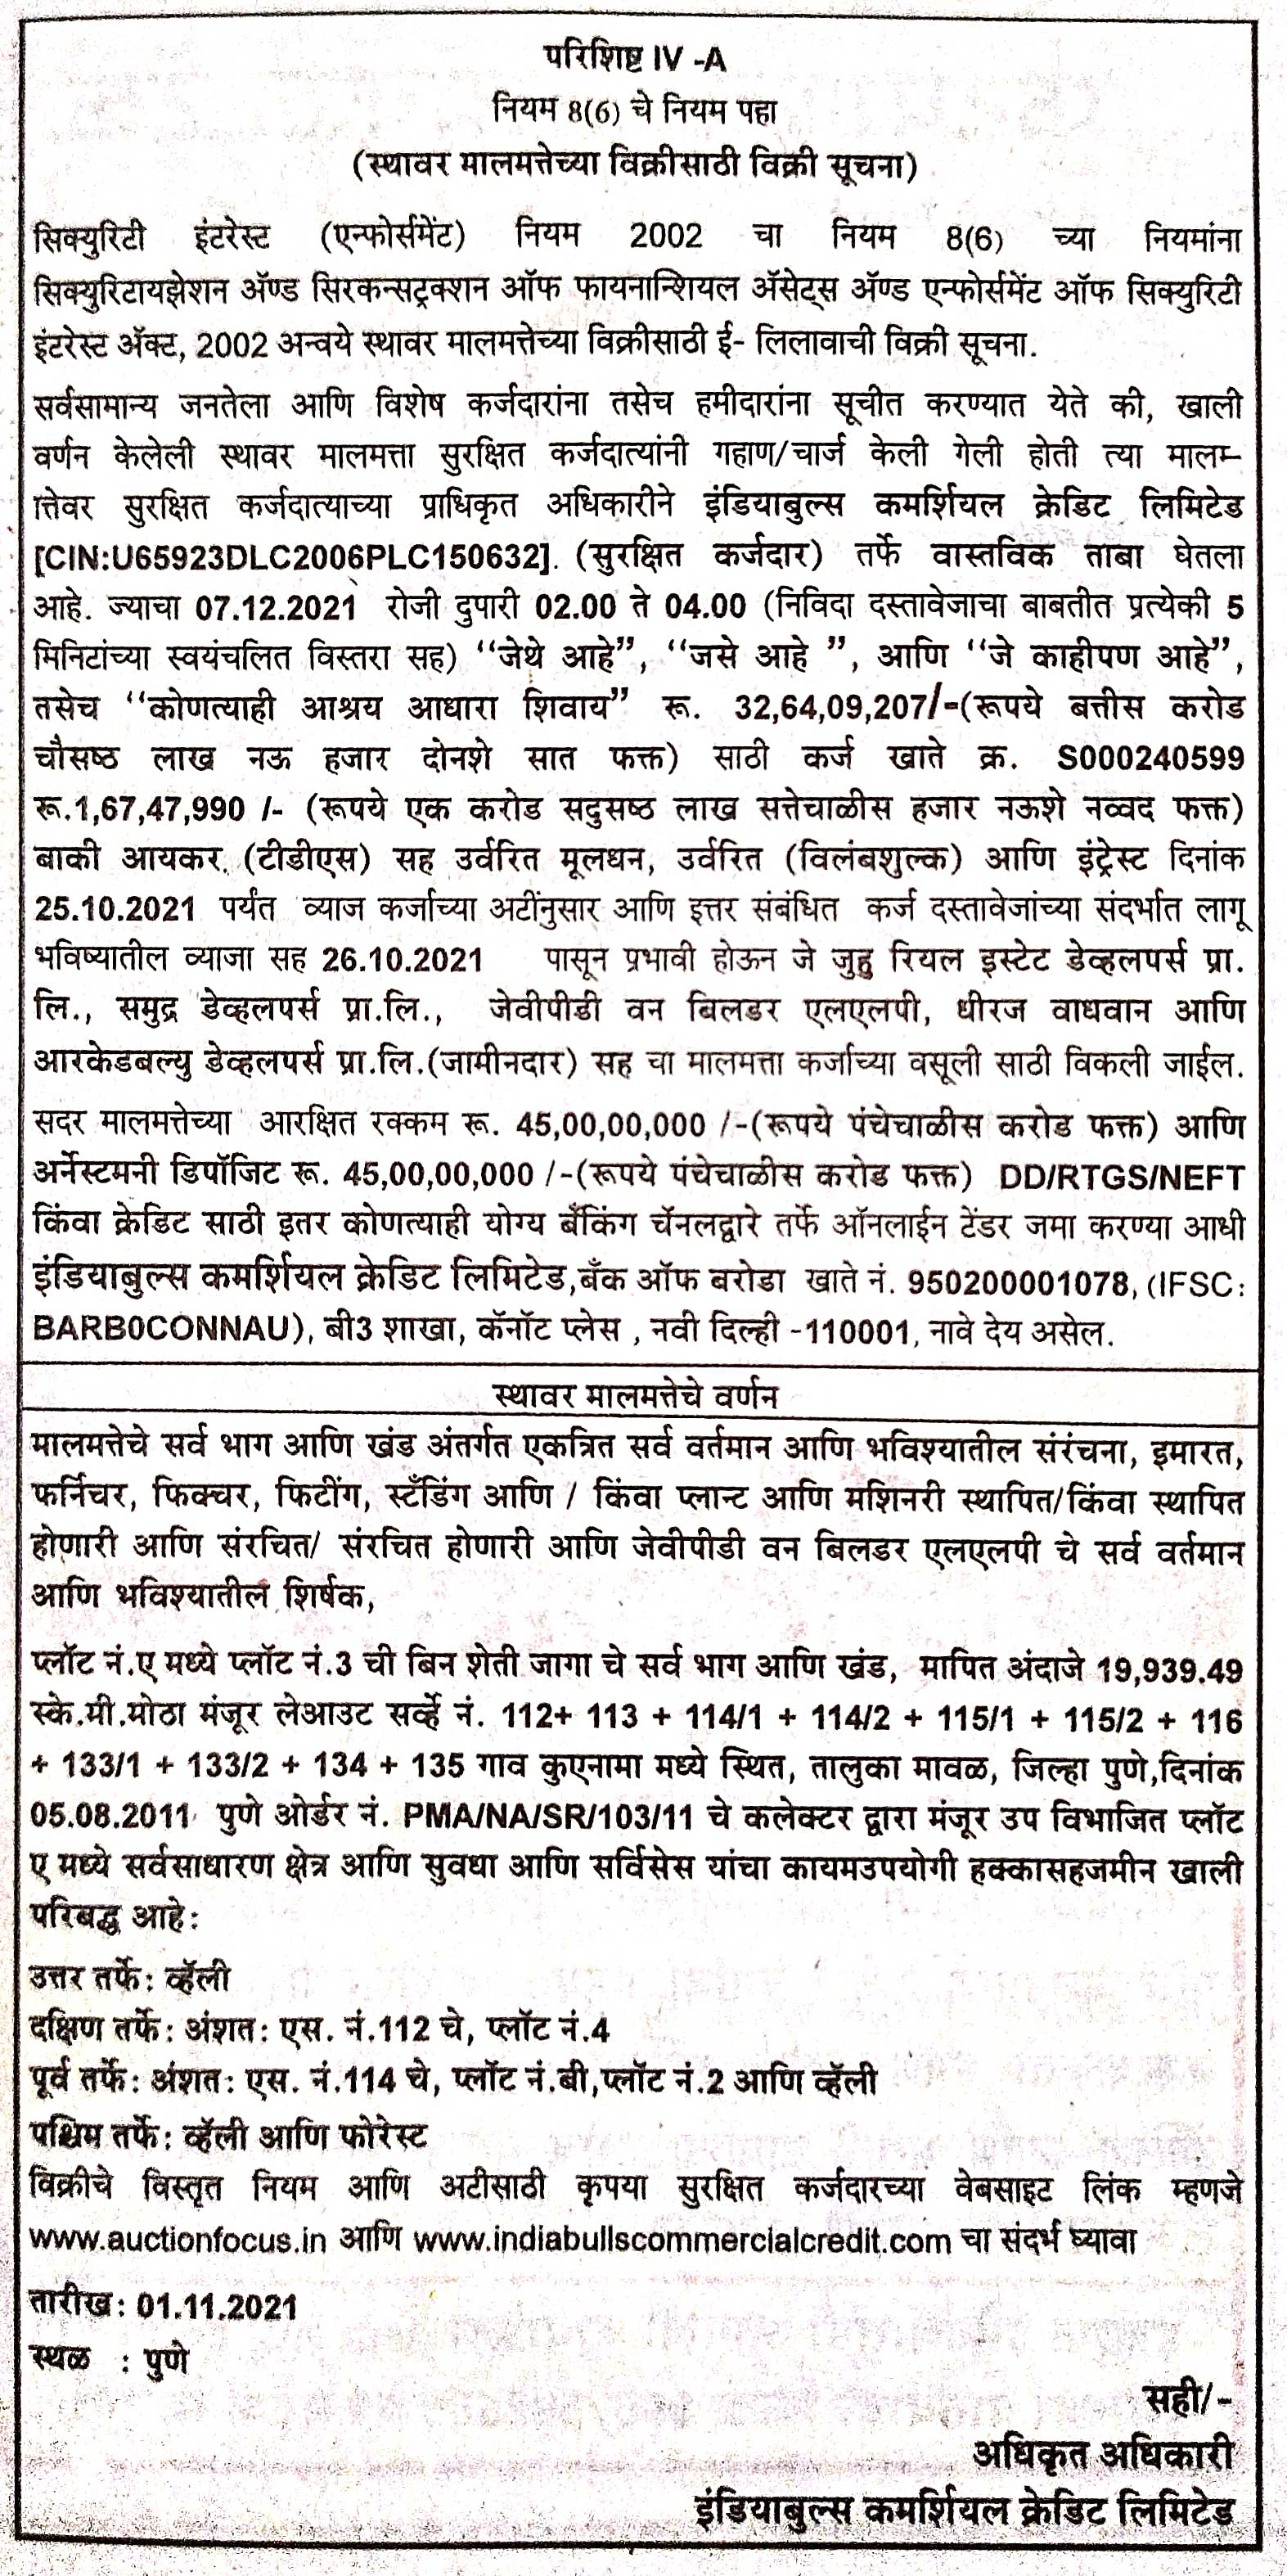 परिशिष्ट IV -A
नियम 8(6) चे नियम पहा
(स्थावर मालमत्तेच्या विक्रीसाठी विक्री सूचना)
सिक्युरिटी इंटरेस्ट (एन्फोर्समेंट) नियम 2002 चा नियम 8(6) च्या नियमांना
सिक्युरिटायझेशन ॲण्ड सिरकन्सट्रक्शन ऑफ फायनान्शियल ॲसेट्स ॲण्ड एन्फोर्समेंट ऑफ सिक्युरिटी
इंटरेस्ट ॲक्ट, 2002 अन्वये स्थावर मालमत्तेच्या विक्रीसाठी ई- लिलावाची विक्री सूचना.
सर्वसामान्य जनतेला आणि विशेष कर्जदारांना तसेच हमीदारांना सूचीत करण्यात येते की, खाली
वर्णन केलेली स्थावर मालमत्ता सुरक्षित कर्जदात्यांनी गहाण/चार्ज केली गेली होती त्या मालम-
त्तेवर सुरक्षित कर्जदात्याच्या प्राधिकृत अधिकारीने इंडियाबुल्स कमर्शियल क्रेडिट लिमिटेड
[CIN:U65923DLC2006PLC150632]. (सुरक्षित कर्जदार) तर्फे वास्तविक ताबा घेतला
आहे. ज्याचा 07.12.2021 रोजी दुपारी 02.00 ते 04.00 (निविदा दस्तावेजाचा बाबतीत प्रत्येकी 5
मिनिटांच्या स्वयंचलित विस्तरा सह) “जेथे आहे”, “जसे आहे ”, आणि “जे काहीपण आहे”,
तसेच “कोणत्याही आश्रय आधारा शिवाय” रू. 32,64,09,207/-(रूपये बत्तीस करोड
चौसष्ठ लाख नऊ हजार दोनशे सात फक्त) साठी कर्ज खाते क्र. S000240599
रू.1,67,47,990 /- (रूपये एक करोड सदुसष्ठ लाख सत्तेचाळीस हजार नऊशे नव्वद फक्त)
बाकी आयकर (टीडीएस) सह उर्वरित मूलधन, उर्वरित (विलंबशुल्क) आणि इंट्रेस्ट दिनांक
25.10.2021 पर्यंत व्याज कर्जाच्या अटींनुसार आणि इत्तर संबंधित कर्ज दस्तावेजांच्या संदर्भात लागू
भविष्यातील व्याजा सह 26.10.2021 पासून प्रभावी होऊन जे जुहु रियल इस्टेट डेव्हलपर्स प्रा.
लि., समुद्र डेव्हलपर्स प्रा.लि., जेवीपीडी वन बिलडर एलएलपी, धीरज वाधवान आणि
आरकेडबल्यु डेव्हलपर्स प्रा.लि.(जामीनदार) सह चा मालमत्ता कर्जाच्या वसूली साठी विकली जाईल.
सदर मालमत्तेच्या आरक्षित रक्कम रू. 45,00,00,000 /-(रूपये पंचेचाळीस करोड फक्त) आणि
अर्नेस्टमनी डिपॉजिट रू. 45,00,00,000 /-(रूपये पंचेचाळीस करोड फक्त) DD/RTGS/NEFT
किंवा क्रेडिट साठी इतर कोणत्याही योग्य बँकिंग चॅनलद्वारे तर्फे ऑनलाईन टेंडर जमा करण्या आधी
इंडियाबुल्स कमर्शियल क्रेडिट लिमिटेड,बँक ऑफ बरोडा खाते नं. 950200001078, (IFSC:
BARB0CONNAU), बी3 शाखा, कॅनॉट प्लेस , नवी दिल्ही -110001, नावे देय असेल.
स्थावर मालमत्तेचे वर्णन
मालमत्तेचे सर्व भाग आणि खंड अंतर्गत एकत्रित सर्व वर्तमान आणि भविश्यातील संरंचना, इमारत,
फर्निचर, फिक्चर, फिटींग, स्टँडिंग आणि / किंवा प्लान्ट आणि मशिनरी स्थापित/किंवा स्थापित
होणारी आणि संरचित/ संरचित होणारी आणि जेवीपीडी वन बिलडर एलएलपी चे सर्व वर्तमान
आणि भविश्यातील शिर्षक,
प्लॉट नं.ए मध्ये प्लॉट नं.3 ची बिन शेती जागा चे सर्व भाग आणि खंड, मापित अंदाजे 19,939.49
स्के.मी.मोठा मंजूर लेआउट सर्व्हे नं. 112+ 113 + 114/1 + 114/2 + 115/1 + 115/2 + 116
+ 133/1 + 133/2 + 134 + 135 गाव कुएनामा मध्ये स्थित, तालुका मावळ, जिल्हा पुणे,दिनांक
05.08.2011 पुणे ओर्डर नं. PMA/NA/SR/103/11 चे कलेक्टर द्वारा मंजूर उप विभाजित प्लॉट
ए मध्ये सर्वसाधारण क्षेत्र आणि सुवधा आणि सर्विसेस यांचा कायमउपयोगी हक्कासहजमीन खाली
परिबद्ध आहे:
उत्तर तर्फे: व्हॅली
दक्षिण तर्फे: अंशत: एस. नं.112 चे, प्लॉट नं.4
पूर्व तर्फे: अंशत: एस. नं.114 चे, प्लॉट नं.बी,प्लॉट नं.2 आणि व्हॅली
पश्चिम तर्फे: व्हॅली आणि फोरेस्ट
विक्रीचे विस्तृत नियम आणि अटीसाठी कृपया सुरक्षित कर्जदारच्या वेबसाइट लिंक म्हणजे
www.auctionfocus.in आणि www.indiabullscommercialcredit.com चा संदर्भ घ्यावा
तारीख: 01.11.2021
स्थळ : पुणे
सही/-
अधिकृत अधिकारी
इंडियाबुल्स कमर्शियल क्रेडिट लिमिटेड